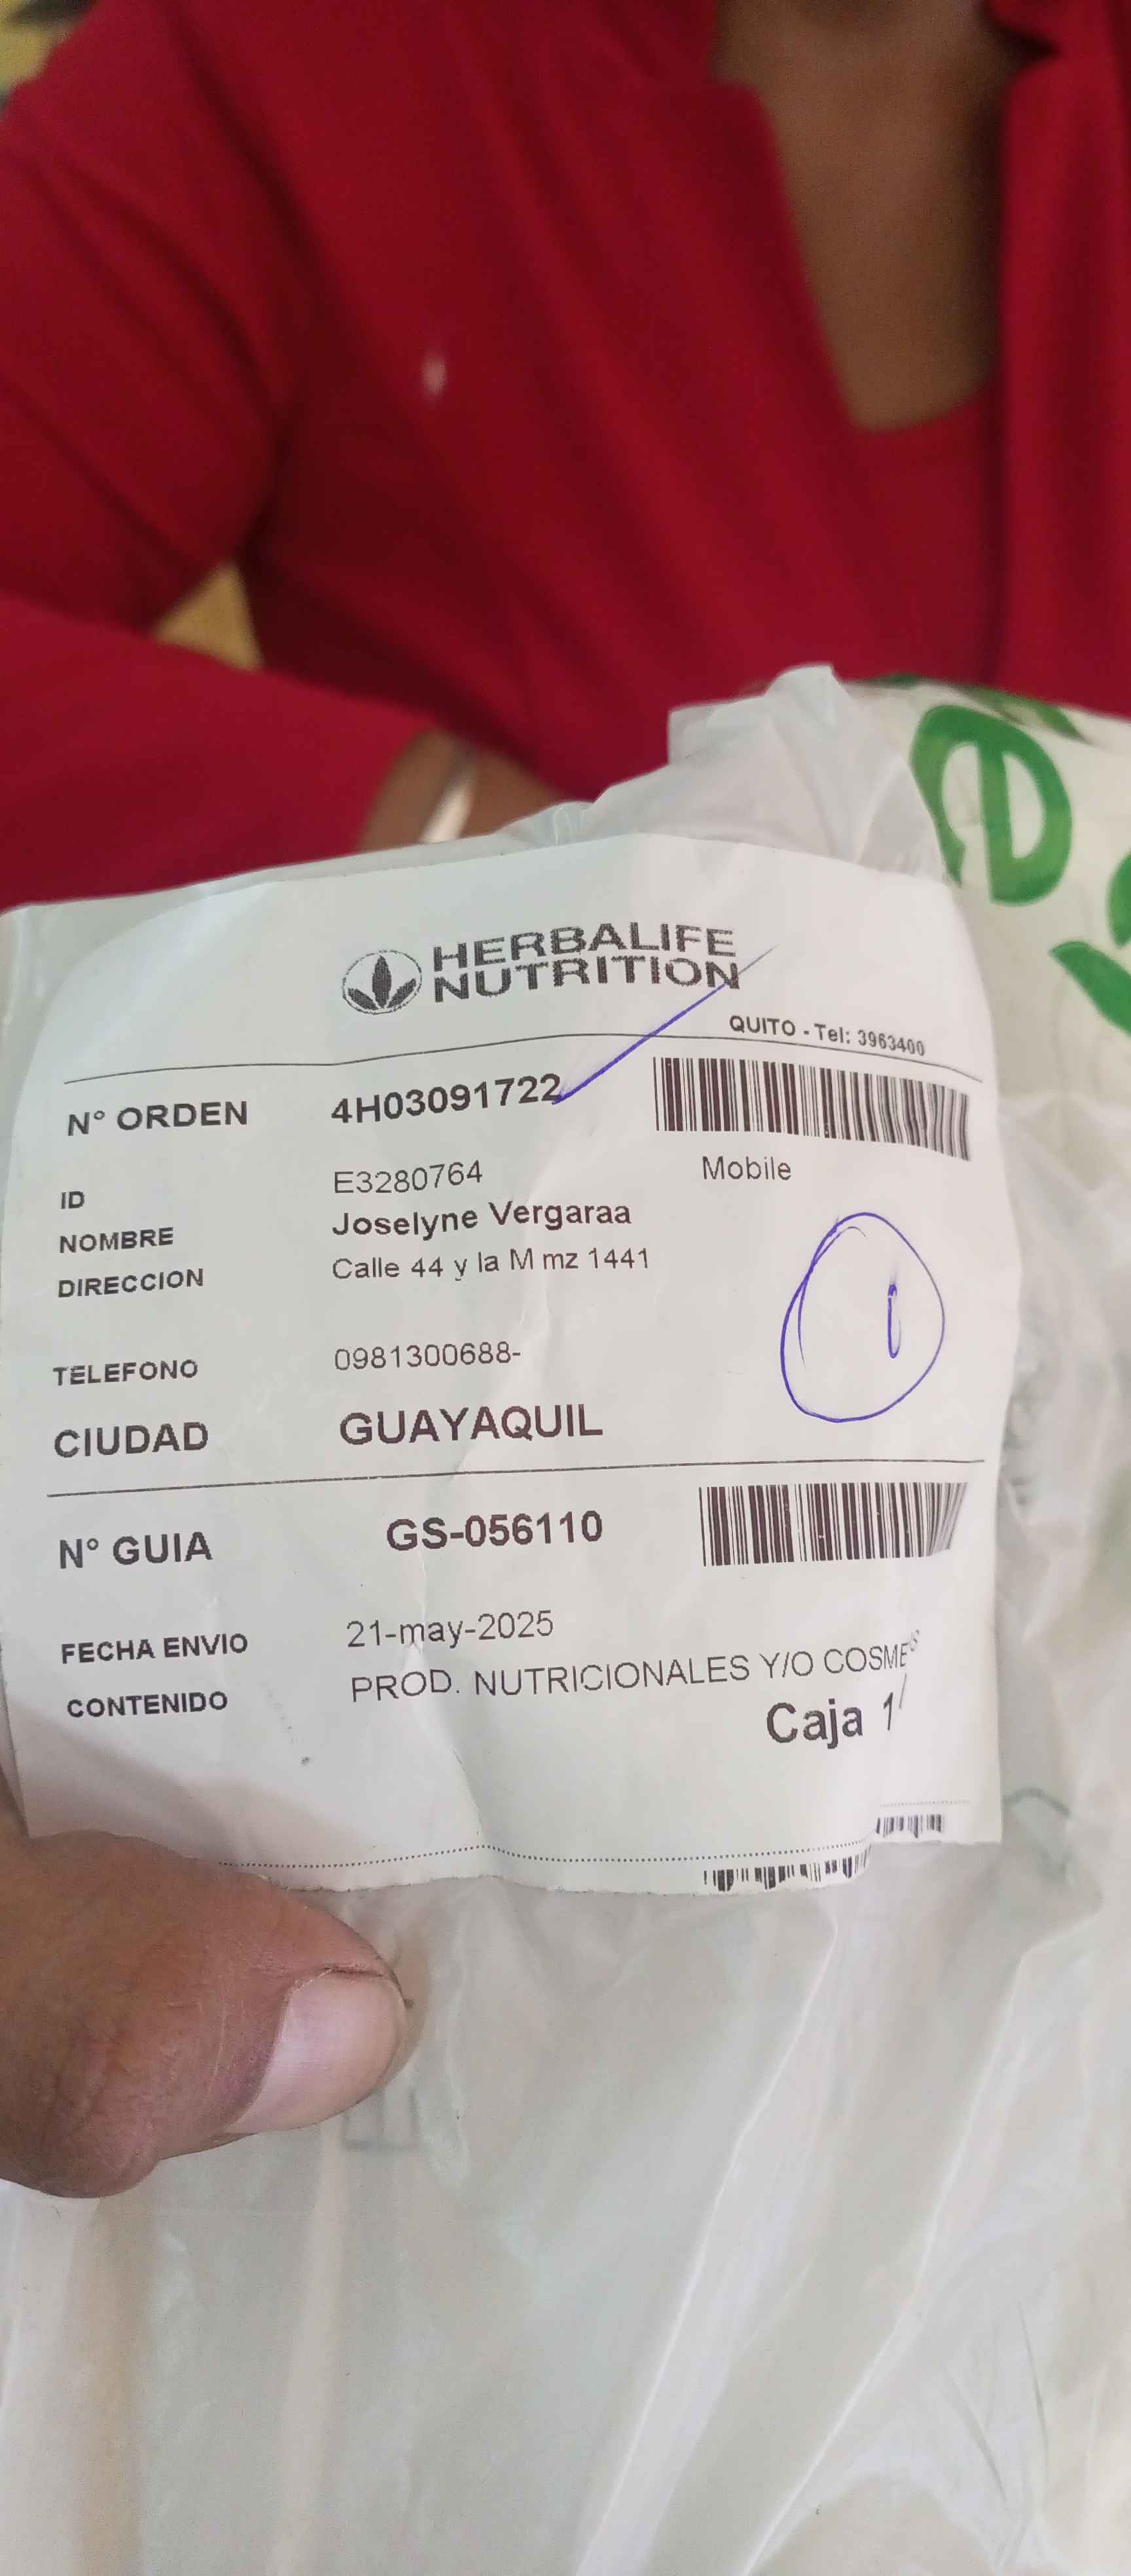 HERBALIFE
NUTRITION
QUITO - Tel: 3963400
N° ORDEN 4H03091722
Mobile
ID E3280764
NOMBRE Joselyne Vergaraa
DIRECCION Calle 44 y la M mz 1441
TELEFONO 0981300688-
CIUDAD GUAYAQUIL
N° GUIA GS-056110
FECHA ENVIO 21-may-2025
CONTENIDO PROD. NUTRICIONALES Y/O
Caja 1/